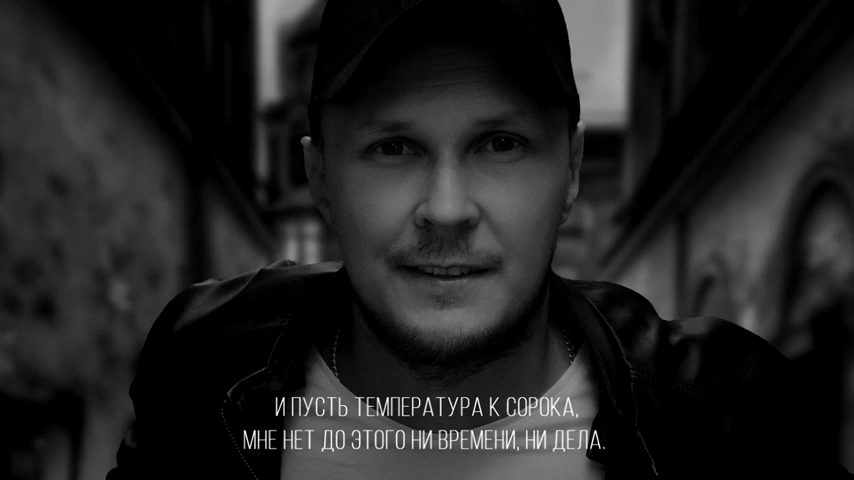 И ПУСТЬ ТЕМПЕРАТУРА К СОРОКА,
МНЕ НЕТ ДО ЭТОГО НИ ВРЕМЕНИ, НИ ДЕЛА.